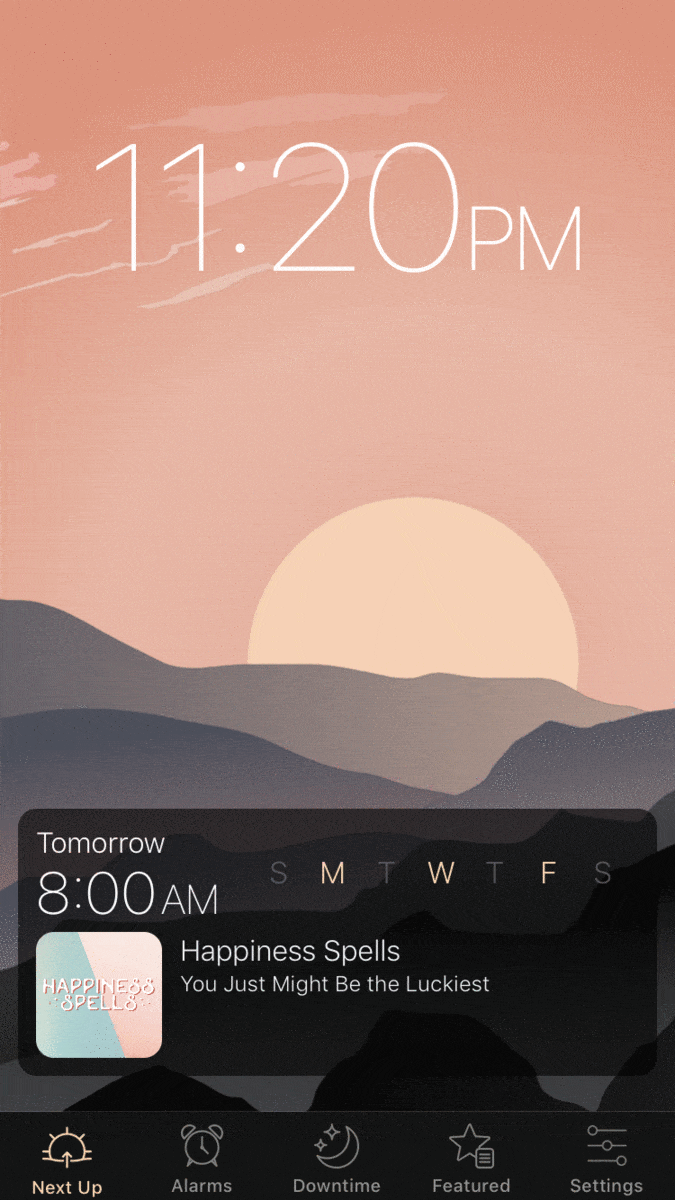 11:20PM
Tomorrow
8:00AM
S M T W T F S
HAPPINESS
SPELLS
Happiness Spells
You Just Might Be the Luckiest
Next Up
Alarms
Downtime
Featured
Settings